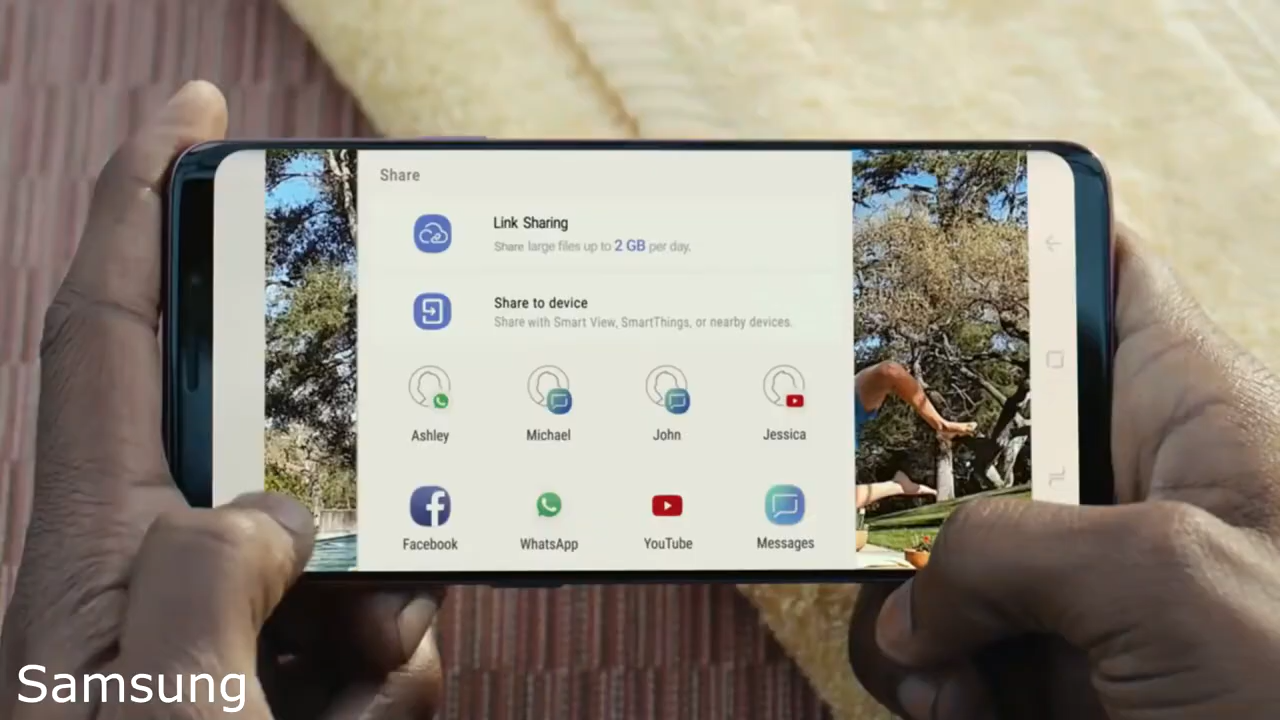 Share
Link Sharing
Share large files up to 2 GB per day.
Share to device
Share with Smart View, SmartThings, or nearby devices.
Ashley Michael John Jessica
Facebook WhatsApp YouTube Messages
Samsung